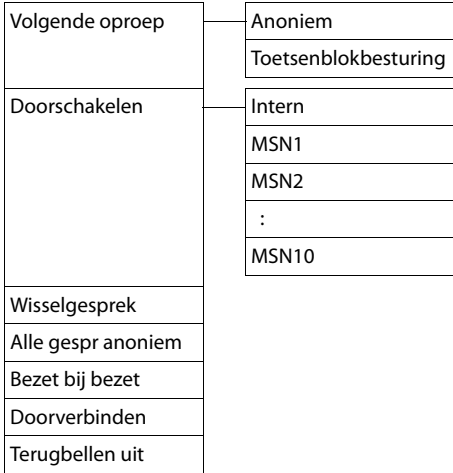 Volgende oproep
Anoniem
Toetsenblokbesturing
Doorschakelen
Intern
MSN1
MSN2
:
MSN10
Wisselgesprek
Alle gespr anoniem
Bezet bij bezet
Doorverbinden
Terugbellen uit